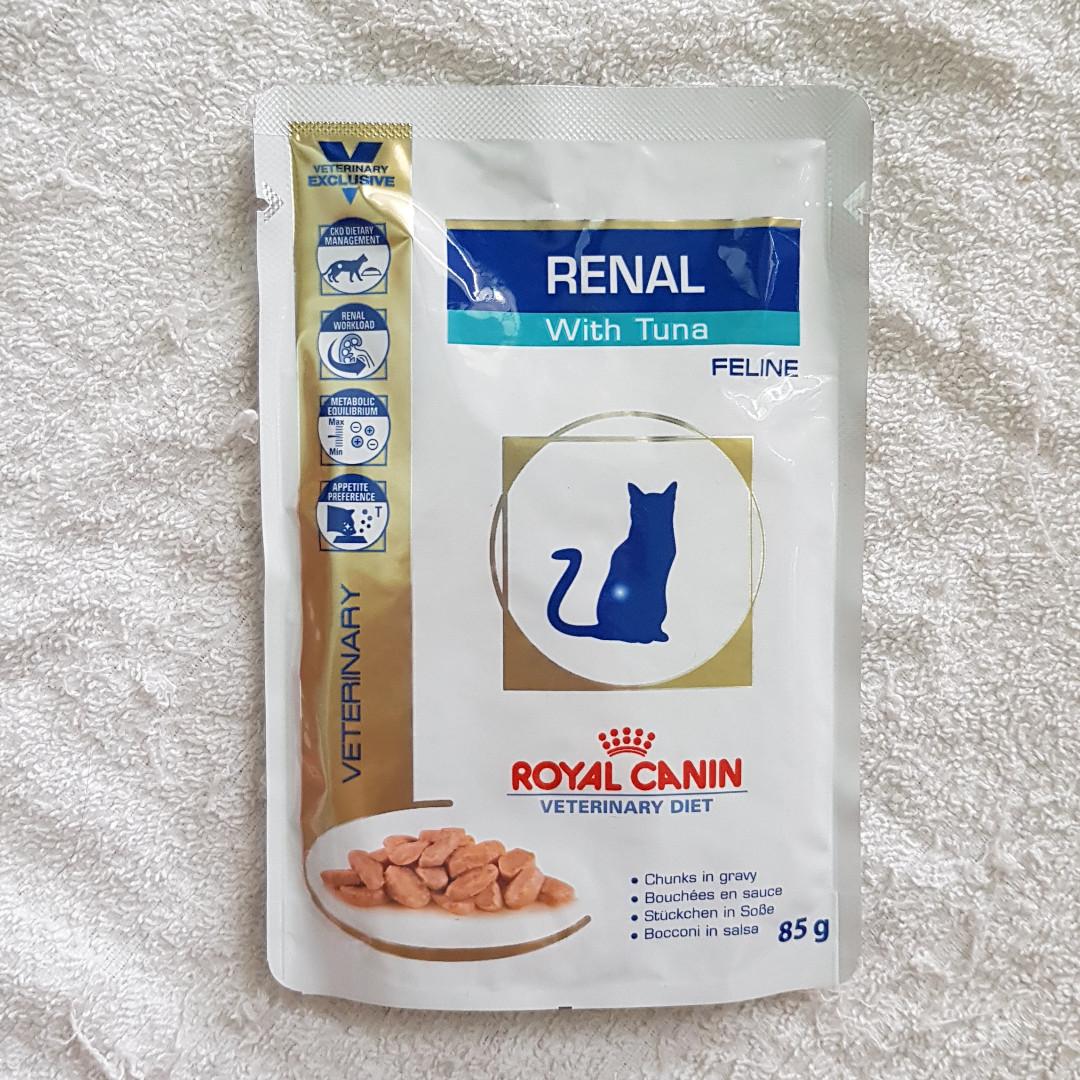 VETERINARY
EXCLUSIVE
CKD DIETARY
MANAGEMENT
RENAL
WORKLOAD
METABOLIC
EQUILIBRIUM
Max
Min
APPETITE
PREFERENCE
T
VETERINARY
RENAL
With Tuna
FELINE
ROYAL CANIN
VETERINARY DIET
• Chunks in gravy
• Bouchées en sauce
• Stückchen in Soße
• Bocconi in salsa
85 g